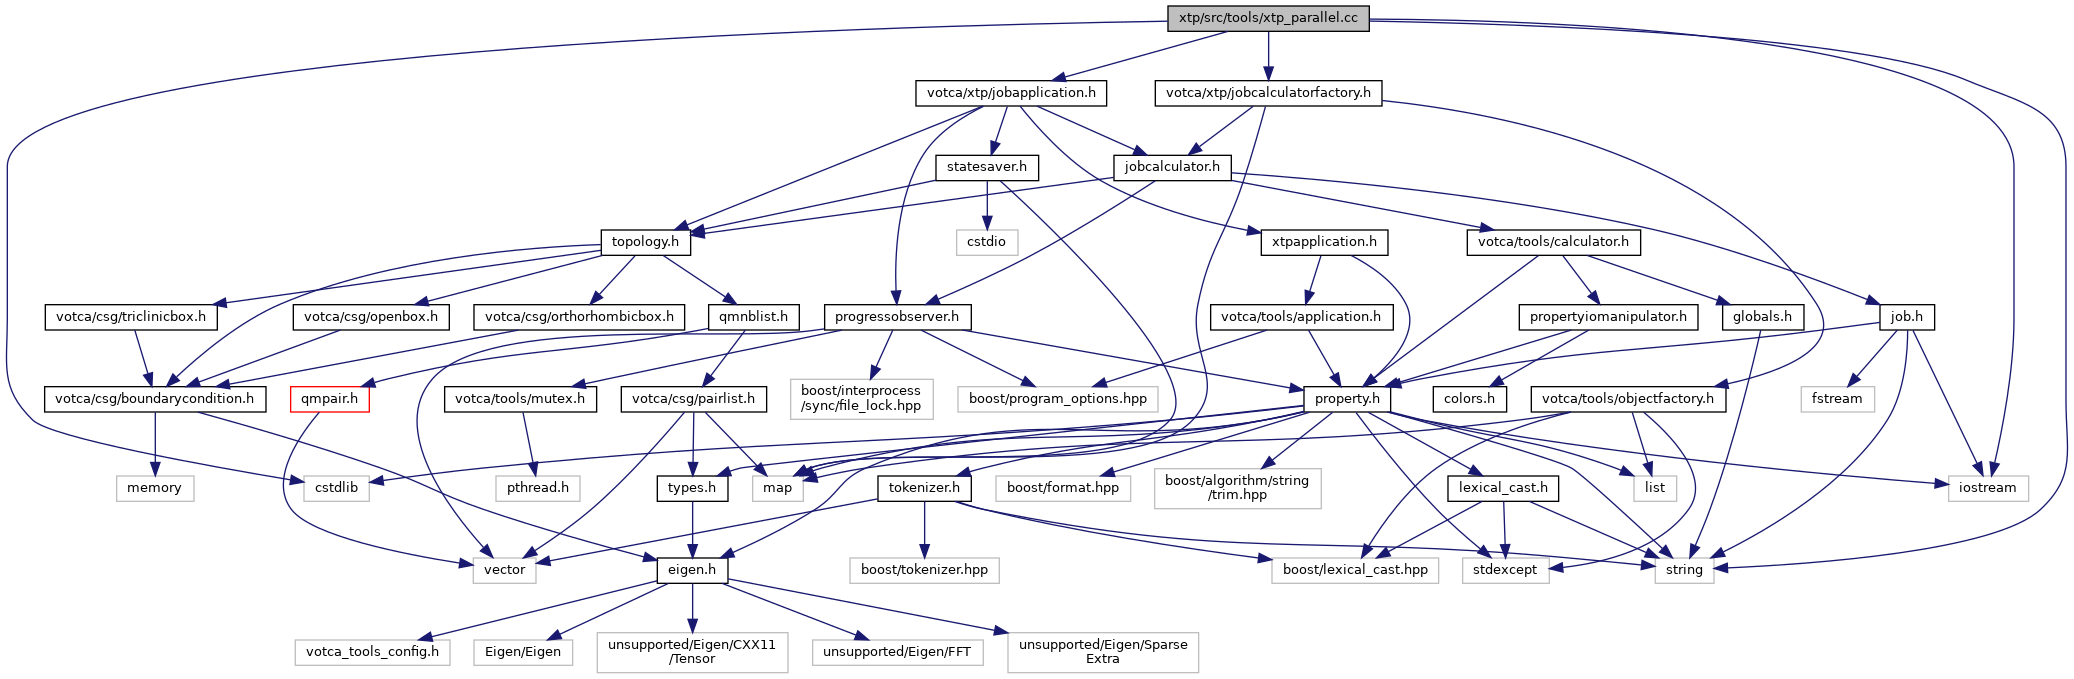 xtp/src/tools/xtp_parallel.cc
votca/xtp/jobapplication.h
votca/xtp/jobcalculatorfactory.h
statesaver.h
jobcalculator.h
topology.h
cstdio
xtpapplication.h
votca/tools/calculator.h
votca/csg/triclinicbox.h
votca/csg/openbox.h
votca/csg/orthorhombicbox.h
qmnblist.h
progressobserver.h
votca/tools/application.h
propertyiomanipulator.h
globals.h
job.h
votca/csg/boundarycondition.h
qmpair.h
votca/tools/mutex.h
votca/csg/pairlist.h
boost/interprocess
/sync/file_lock.hpp
boost/program_options.hpp
property.h
colors.h
votca/tools/objectfactory.h
fstream
memory
cstdlib
pthread.h
types.h
map
tokenizer.h
boost/format.hpp
boost/algorithm/string
/trim.hpp
lexical_cast.h
list
iostream
vector
eigen.h
boost/tokenizer.hpp
boost/lexical_cast.hpp
stdexcept
string
votca_tools_config.h
Eigen/Eigen
unsupported/Eigen/CXX11
/Tensor
unsupported/Eigen/FFT
unsupported/Eigen/Sparse
Extra